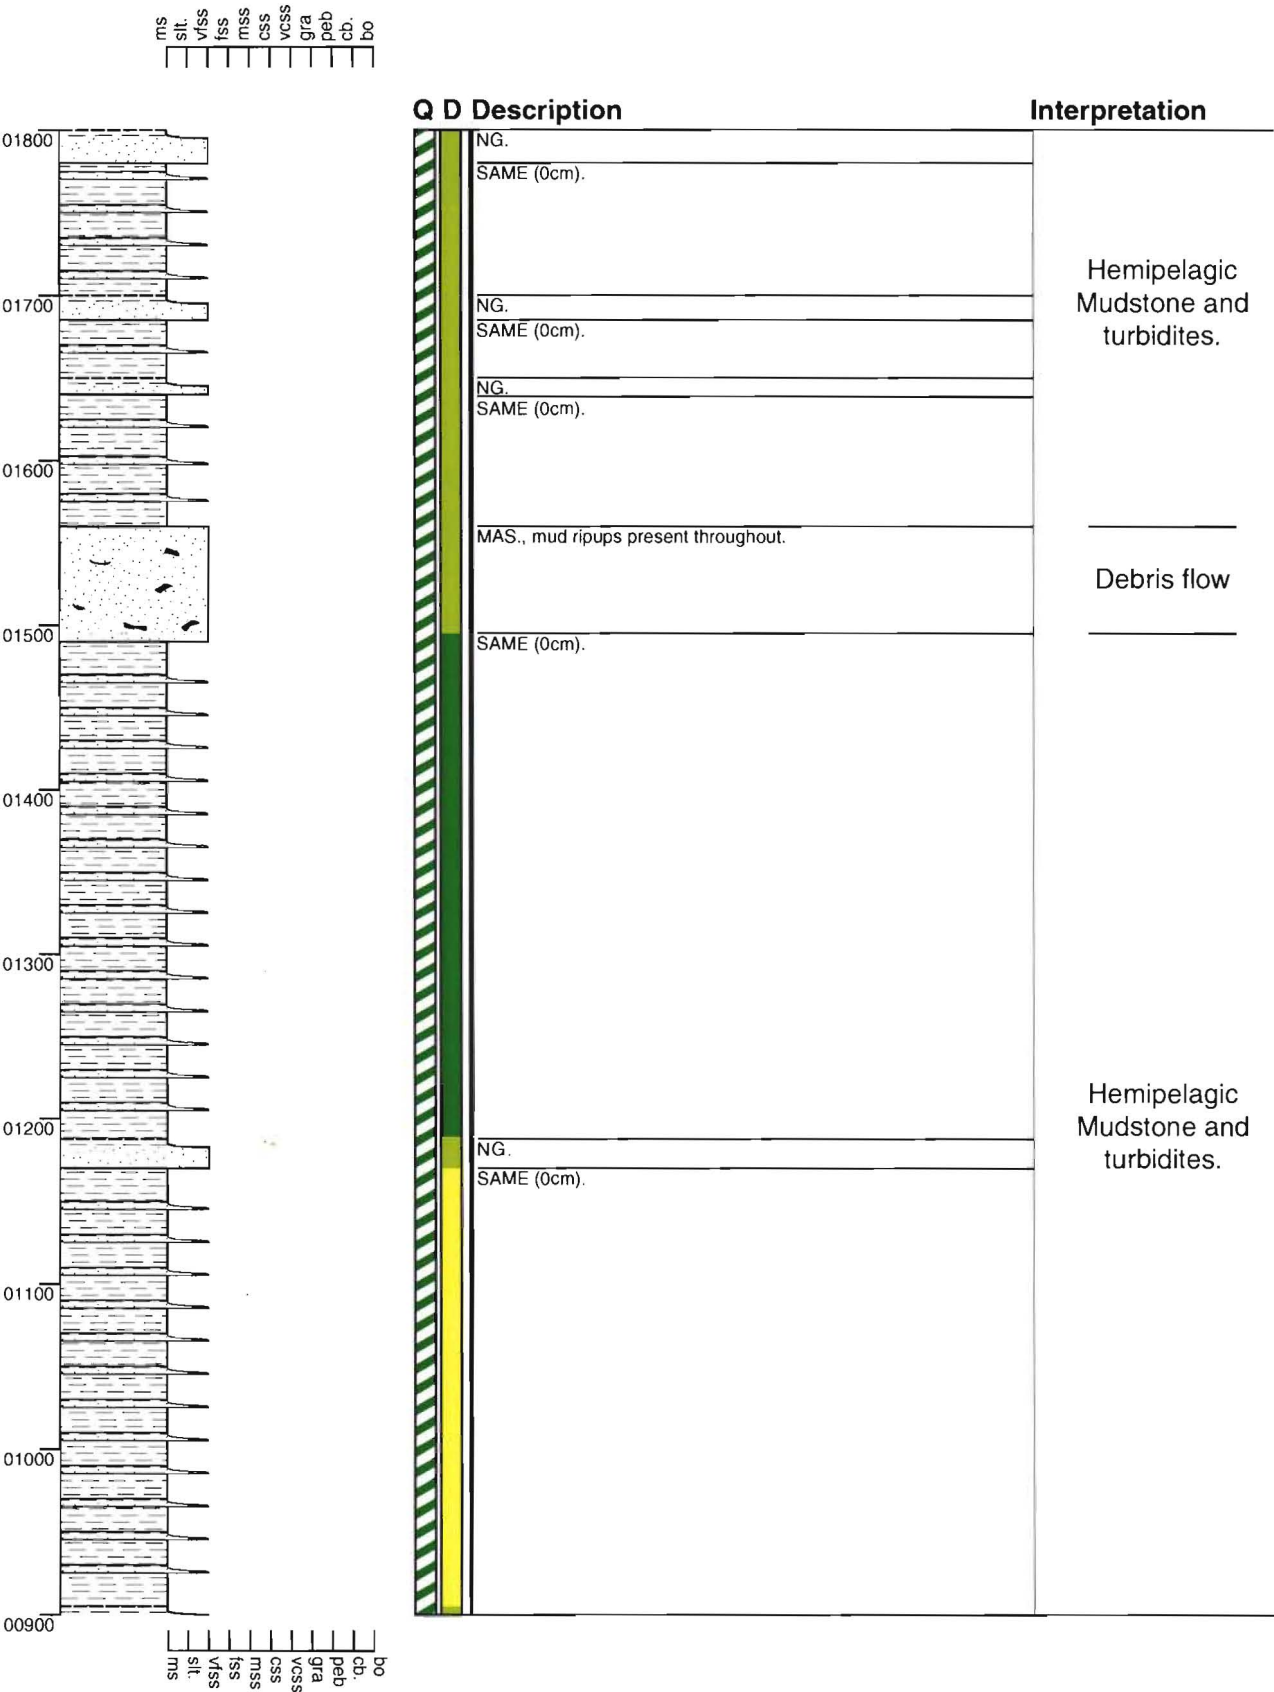 ms slt. vfss fss mss css vcss gra peb cb. bo
Q D Description Interpretation
01800
NG.
SAME (0cm).
Hemipelagic
Mudstone and
turbidites.
01700
NG.
SAME (0cm).
NG.
SAME (0cm).
01600
MAS., mud ripups present throughout.
Debris flow
01500
SAME (0cm).
01400
01300
Hemipelagic
Mudstone and
turbidites.
01200
NG.
SAME (0cm).
01100
01000
00900
ms slt. vfss fss mss css vcss gra peb cb. bo